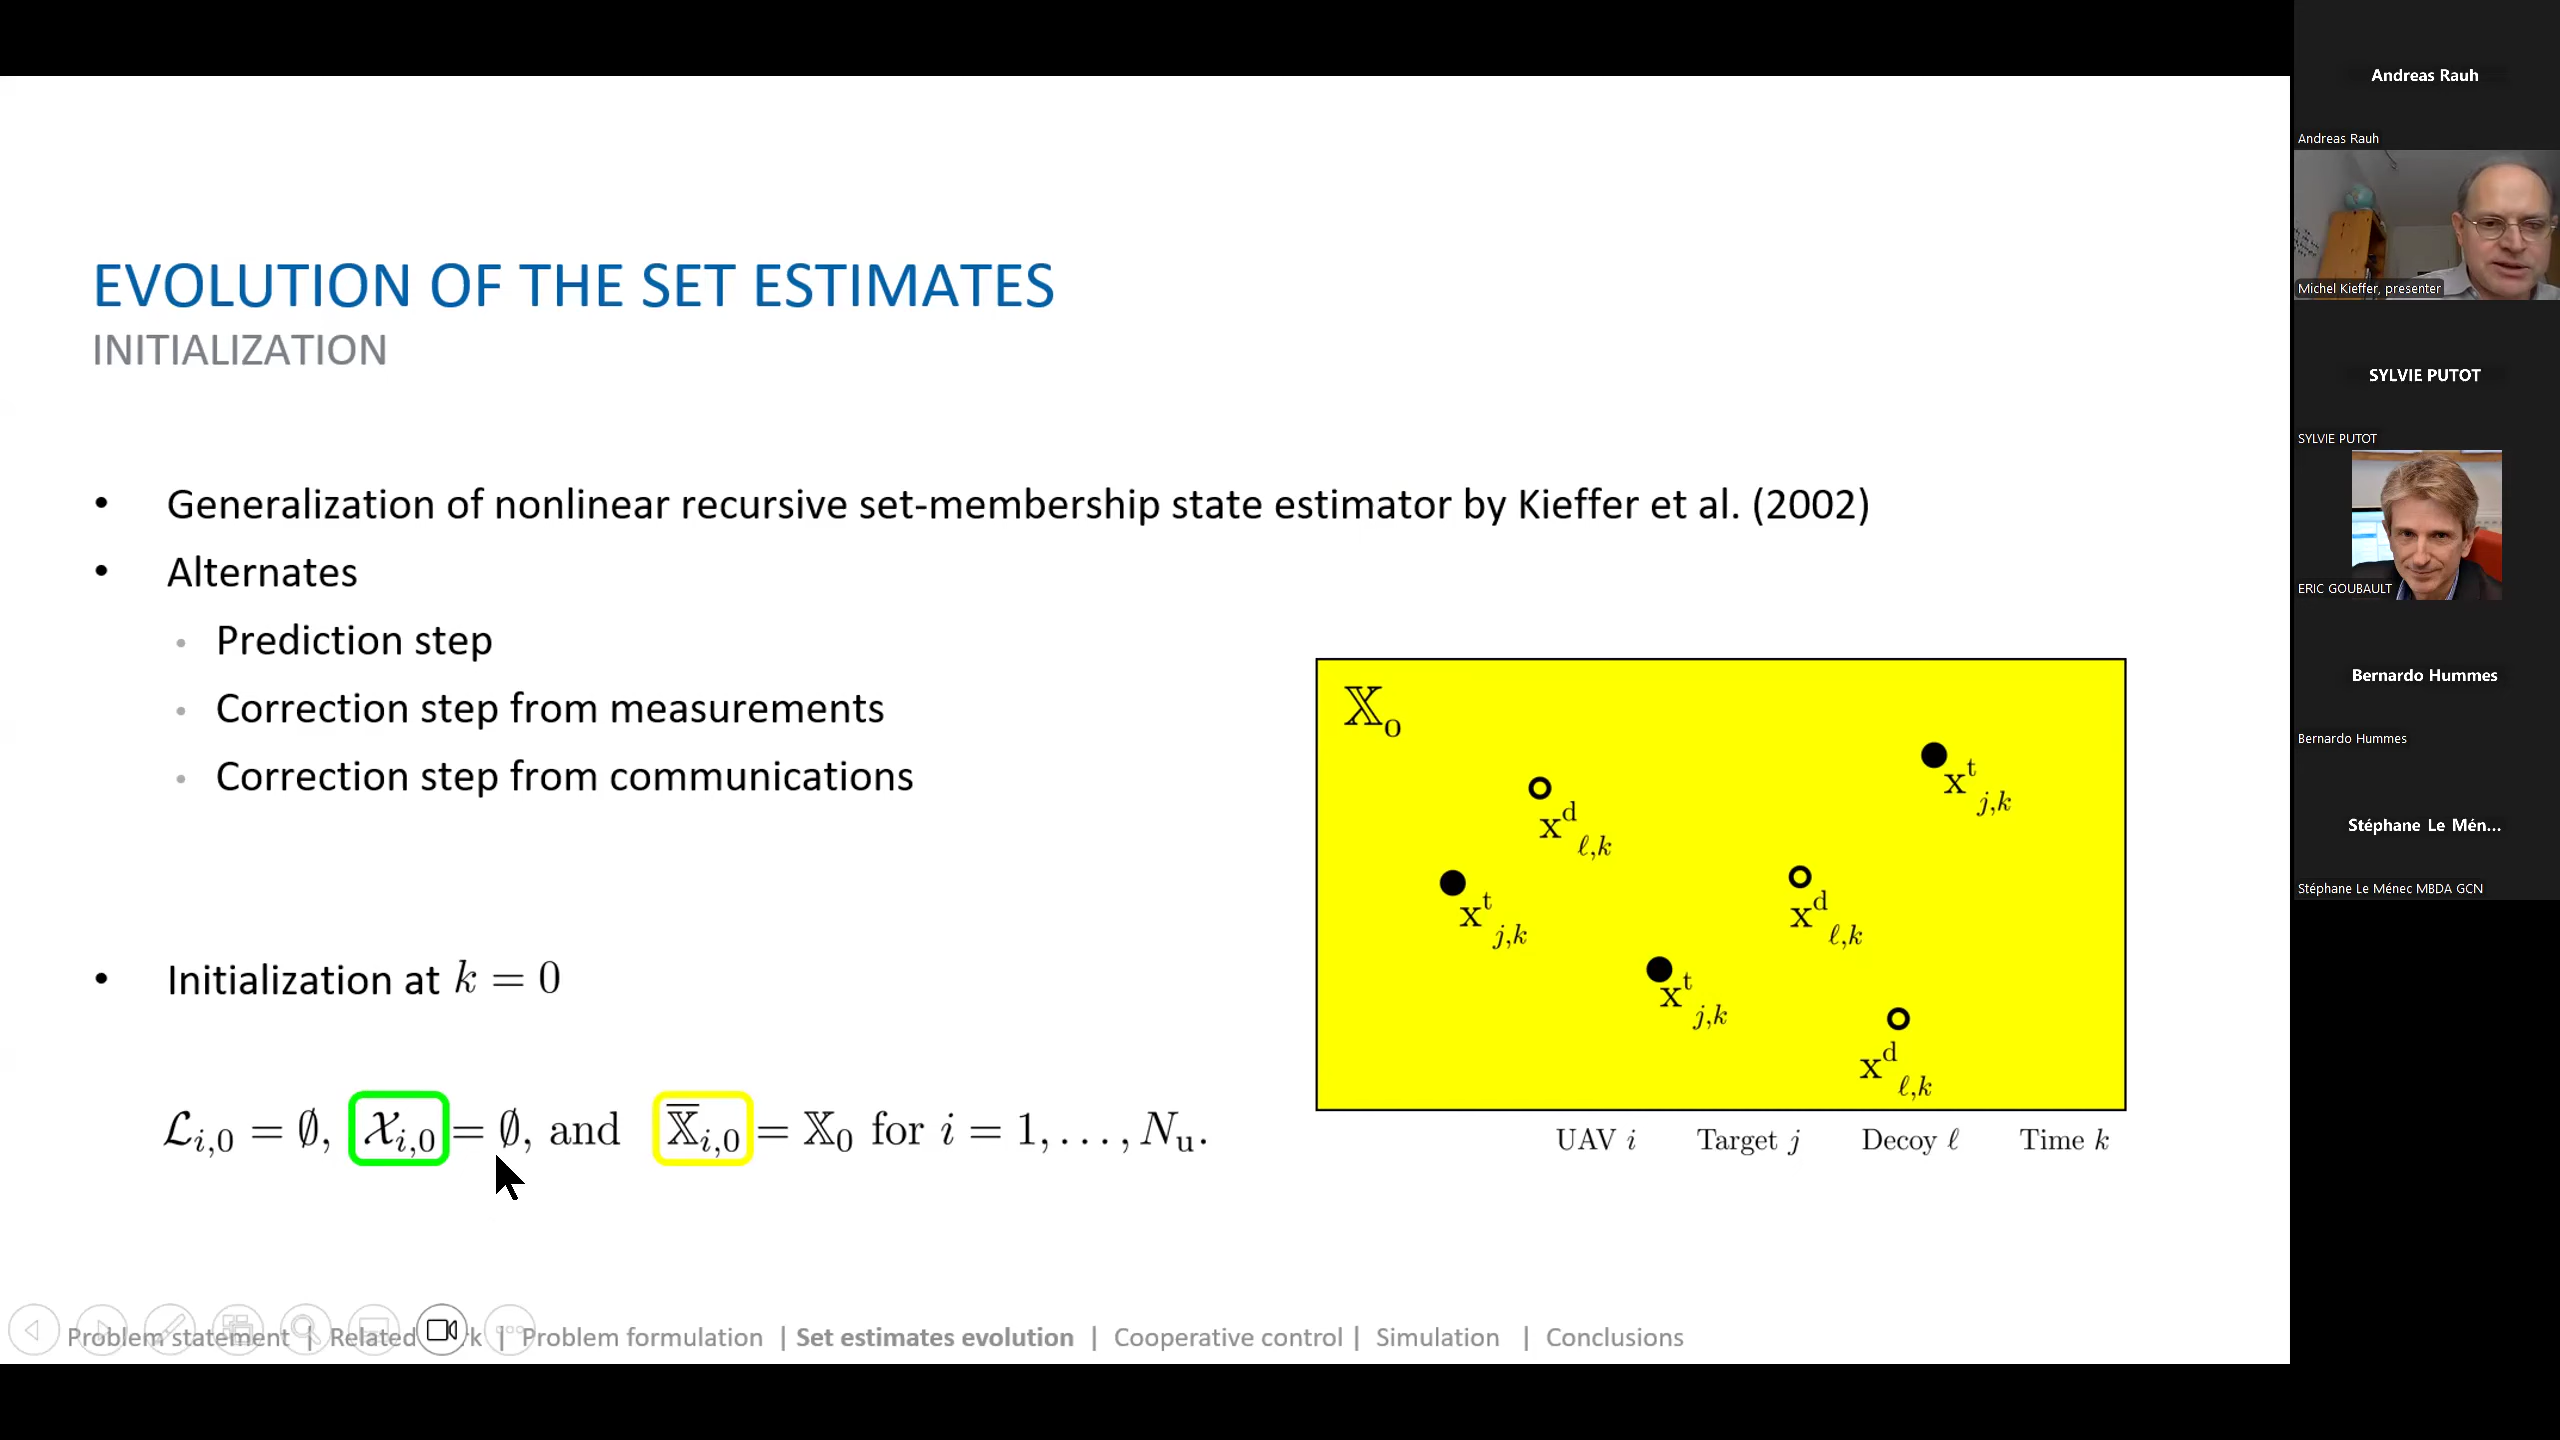 EVOLUTION OF THE SET ESTIMATES
INITIALIZATION
• Generalization of nonlinear recursive set-membership state estimator by Kieffer et al. (2002)
• Alternates
• Prediction step
• Correction step from measurements
• Correction step from communications
• Initialization at k = 0
ℒ_{i,0} = ∅, 𝒳_{i,0} = ∅, and 𝕏̅_{i,0} = 𝕏_0 for i = 1, . . . , N_u.
𝕏_0
x^t_{j,k}
x^d_{ℓ,k}
x^t_{j,k}
x^d_{ℓ,k}
x^t_{j,k}
x^d_{ℓ,k}
UAV i Target j Decoy ℓ Time k
Problem statement | Related k | Problem formulation | Set estimates evolution | Cooperative control | Simulation | Conclusions
Andreas Rauh
Andreas Rauh
Michel Kieffer, presenter
SYLVIE PUTOT
SYLVIE PUTOT
ERIC GOUBAULT
Bernardo Hummes
Bernardo Hummes
Stéphane Le Mén...
Stéphane Le Ménec MBDA GCN